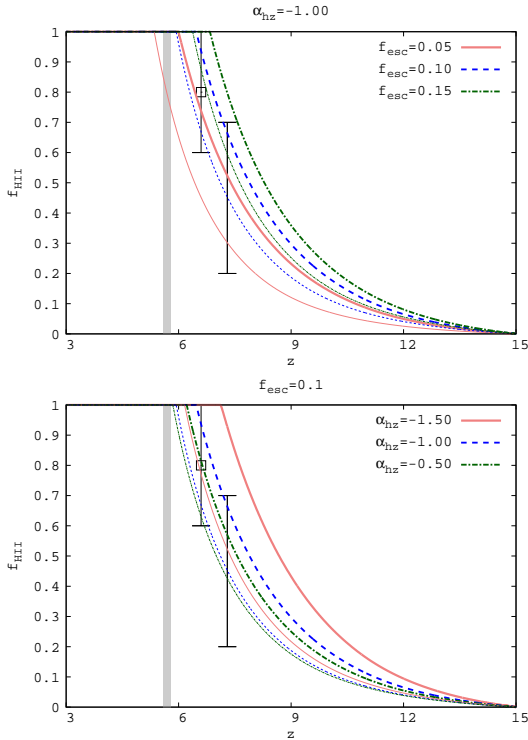 α_hz=-1.00
1
0.9
0.8
0.7
0.6
0.5
0.4
0.3
0.2
0.1
0
f_HII
f_esc=0.05
f_esc=0.10
f_esc=0.15
3 6 9 12 15
z
f_esc=0.1
1
0.9
0.8
0.7
0.6
0.5
0.4
0.3
0.2
0.1
0
f_HII
α_hz=-1.50
α_hz=-1.00
α_hz=-0.50
3 6 9 12 15
z